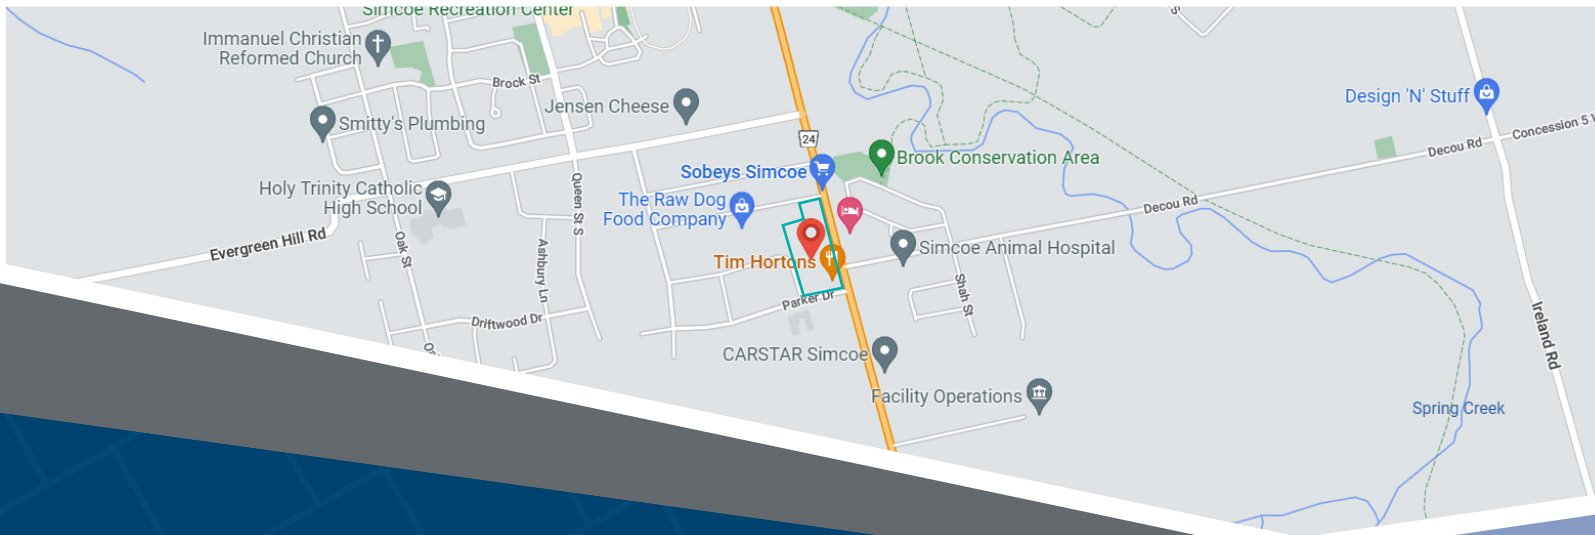 Simcoe Recreation Center
Immanuel Christian
Reformed Church
Brock St
Jensen Cheese
Smitty's Plumbing
24
Design 'N' Stuff
Concession 5
Decou Rd
Brook Conservation Area
Sobeys Simcoe
The Raw Dog
Food Company
Holy Trinity Catholic
High School
Queen St S
Decou Rd
Evergreen Hill Rd
Oak St
Ashbury Ln
Simcoe Animal Hospital
Tim Hortons
Parker Dr
Shah St
Driftwood Dr
Ireland Rd
CARSTAR Simcoe
Facility Operations
Spring Creek